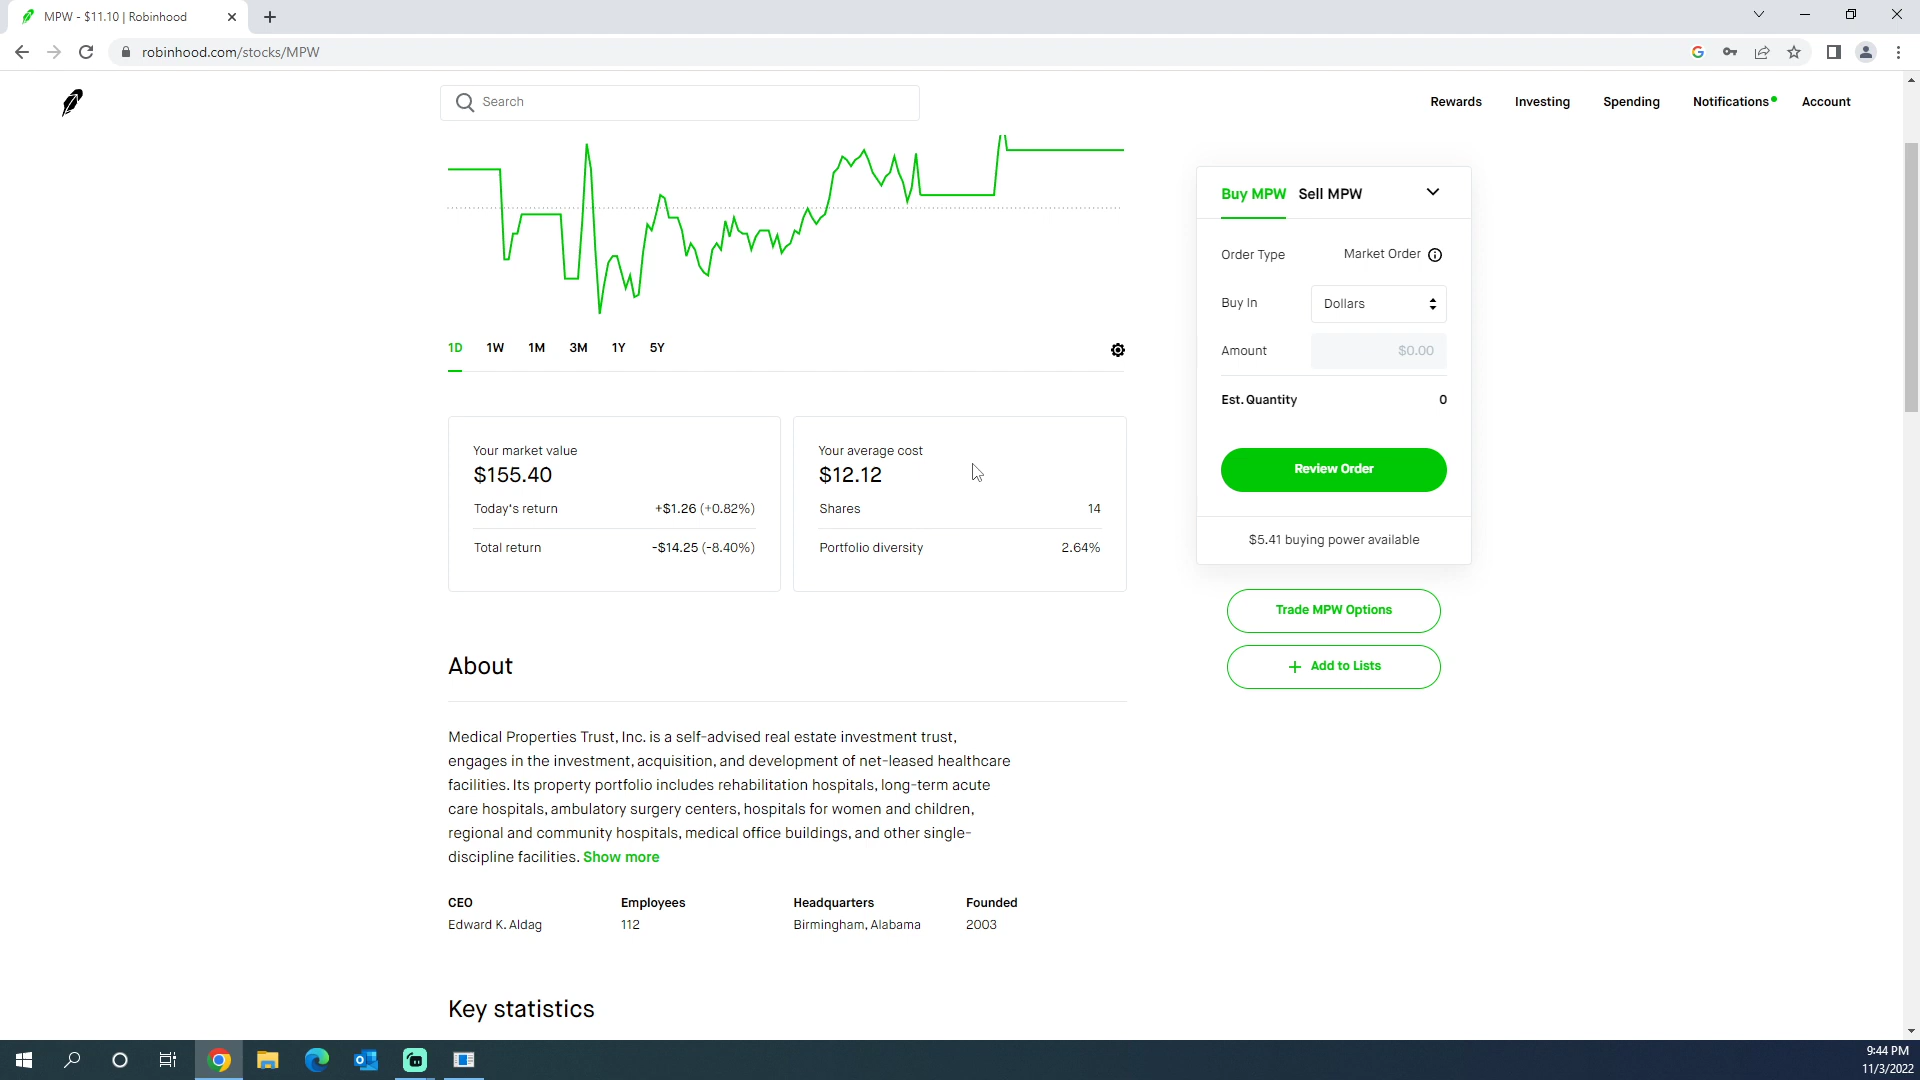 MPW - $11.10 | Robinhood
robinhood.com/stocks/MPW
Search
Rewards
Investing
Spending
Notifications
Account
1D 1W 1M 3M 1Y 5Y
Buy MPW Sell MPW
Order Type Market Order
Buy In Dollars
Amount $0.00
Est. Quantity 0
Review Order
$5.41 buying power available
Trade MPW Options
+ Add to Lists
Your market value
$155.40
Today's return +$1.26 (+0.82%)
Total return -$14.25 (-8.40%)
Your average cost
$12.12
Shares 14
Portfolio diversity 2.64%
About
Medical Properties Trust, Inc. is a self-advised real estate investment trust,
engages in the investment, acquisition, and development of net-leased healthcare
facilities. Its property portfolio includes rehabilitation hospitals, long-term acute
care hospitals, ambulatory surgery centers, hospitals for women and children,
regional and community hospitals, medical office buildings, and other single-
discipline facilities. Show more
CEO Employees Headquarters Founded
Edward K. Aldag 112 Birmingham, Alabama 2003
Key statistics
9:44 PM
11/3/2022